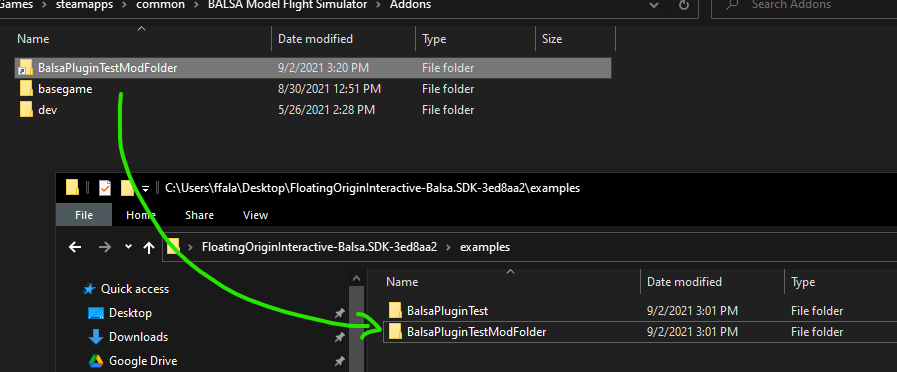 Games › steamapps › common › BALSA Model Flight Simulator › Addons
Search Addons
Name Date modified Type Size
BalsaPluginTestModFolder 9/2/2021 3:20 PM File folder
basegame 8/30/2021 12:51 PM File folder
dev 5/26/2021 2:28 PM File folder
C:\Users\ffala\Desktop\FloatingOriginInteractive-Balsa.SDK-3ed8aa2\examples
File Home Share View
FloatingOriginInteractive-Balsa.SDK-3ed8aa2 › examples
Name Date modified Type
Quick access
BalsaPluginTest 9/2/2021 3:01 PM File folder
Desktop
BalsaPluginTestModFolder 9/2/2021 3:01 PM File folder
Downloads
Google Drive